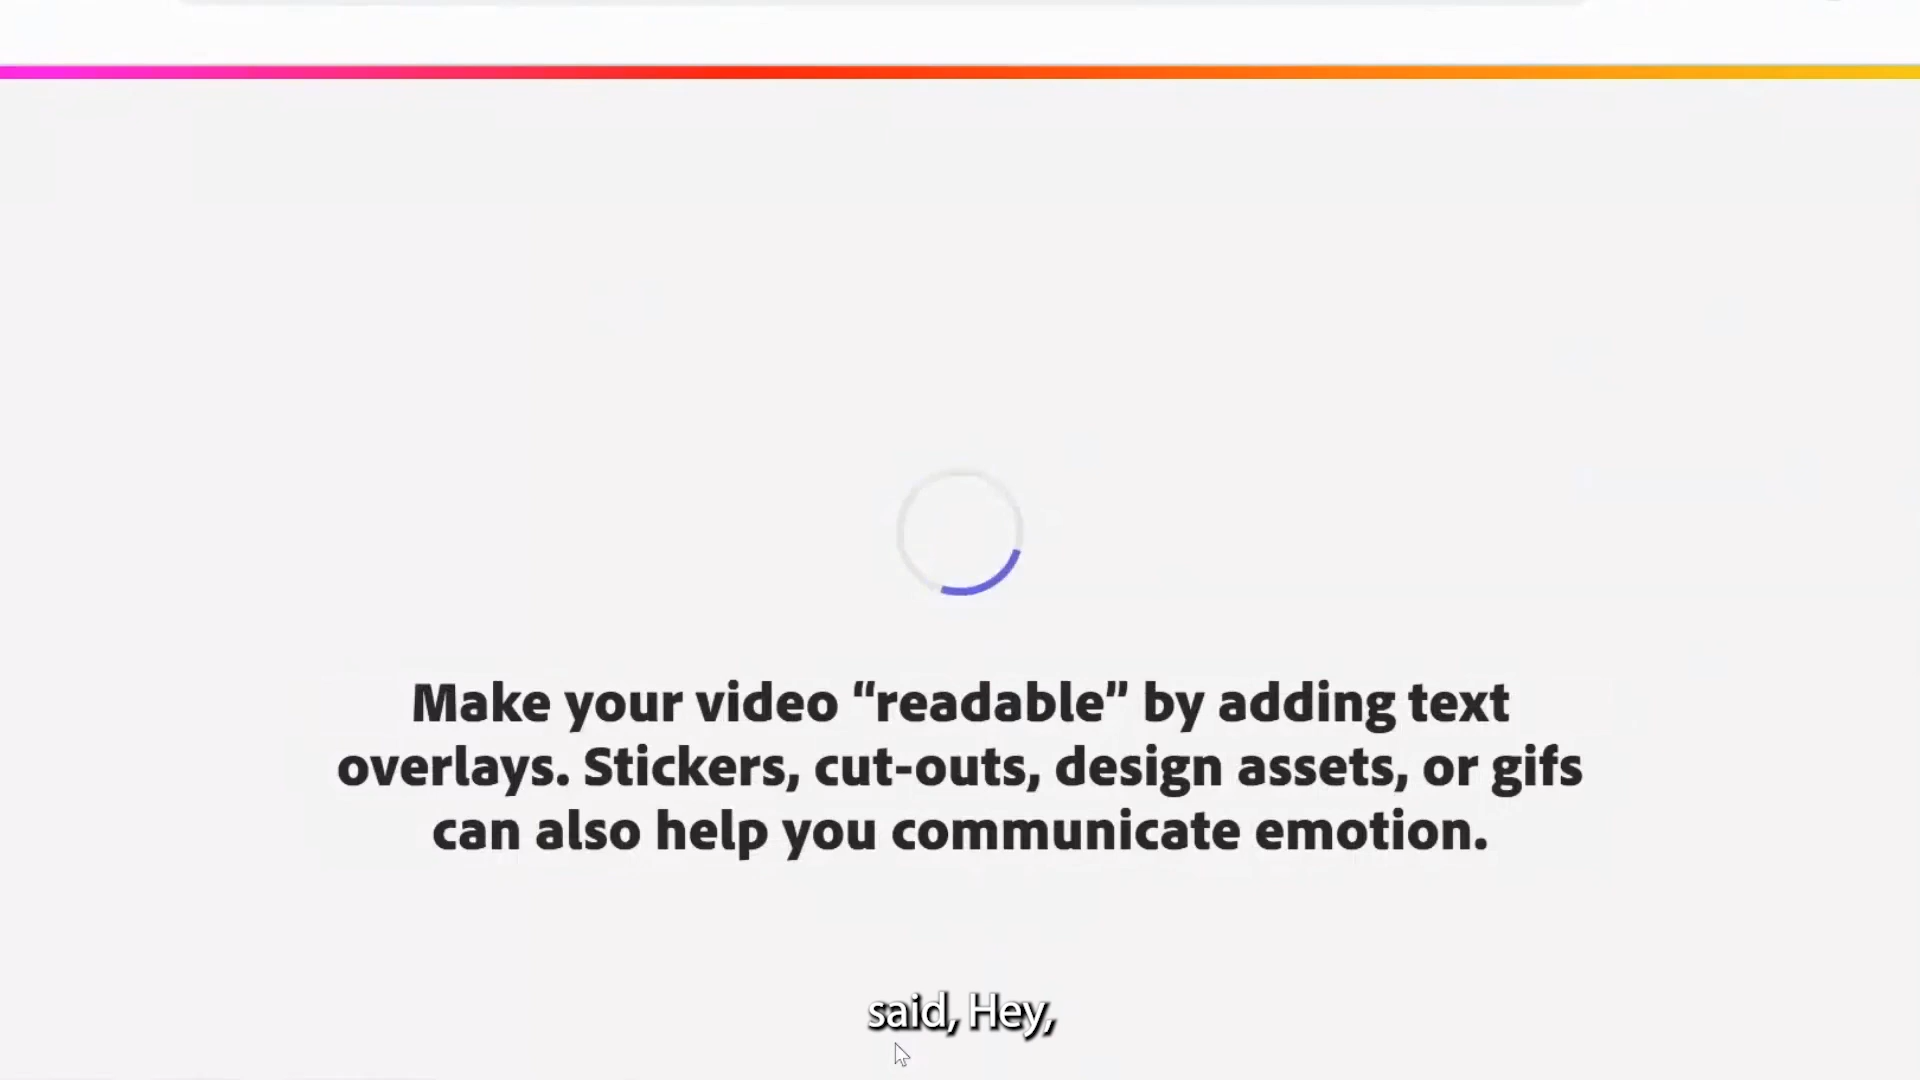 Make your video “readable” by adding text
overlays. Stickers, cut-outs, design assets, or gifs
can also help you communicate emotion.
said, Hey,